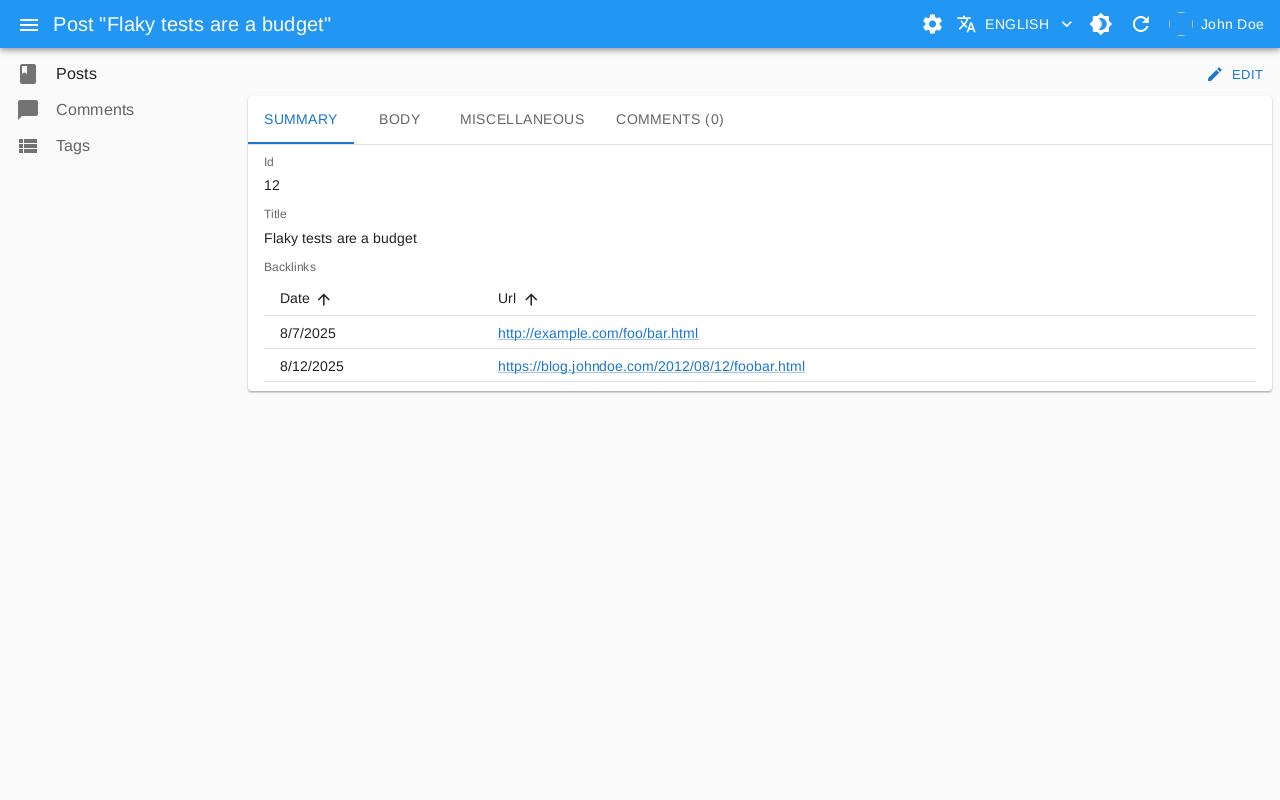 Post "Flaky tests are a budget"
ENGLISH
John Doe
Posts
Comments
Tags
EDIT
SUMMARY
BODY
MISCELLANEOUS
COMMENTS (0)
Id
12
Title
Flaky tests are a budget
Backlinks
Date
Url
8/7/2025
http://example.com/foo/bar.html
8/12/2025
https://blog.johndoe.com/2012/08/12/foobar.html